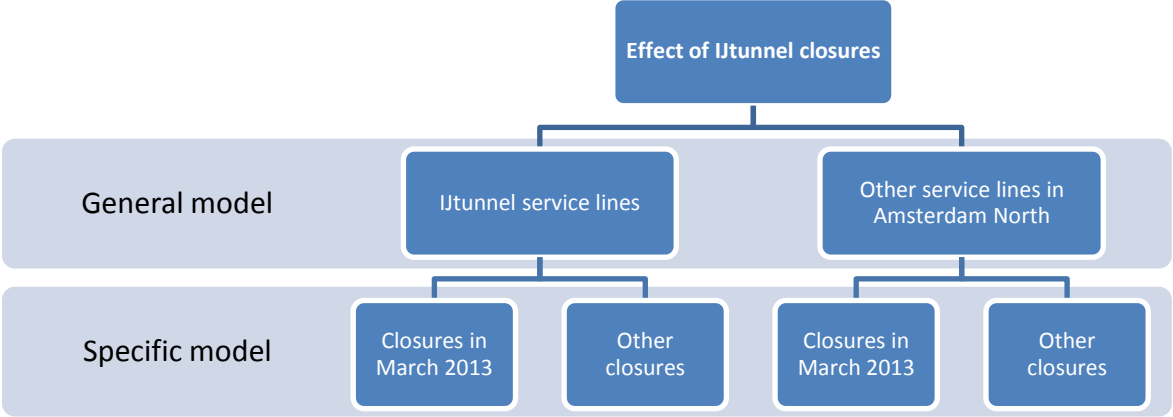 Effect of IJtunnel closures
General model
IJtunnel service lines
Other service lines in
Amsterdam North
Specific model
Closures in
March 2013
Other
closures
Closures in
March 2013
Other
closures